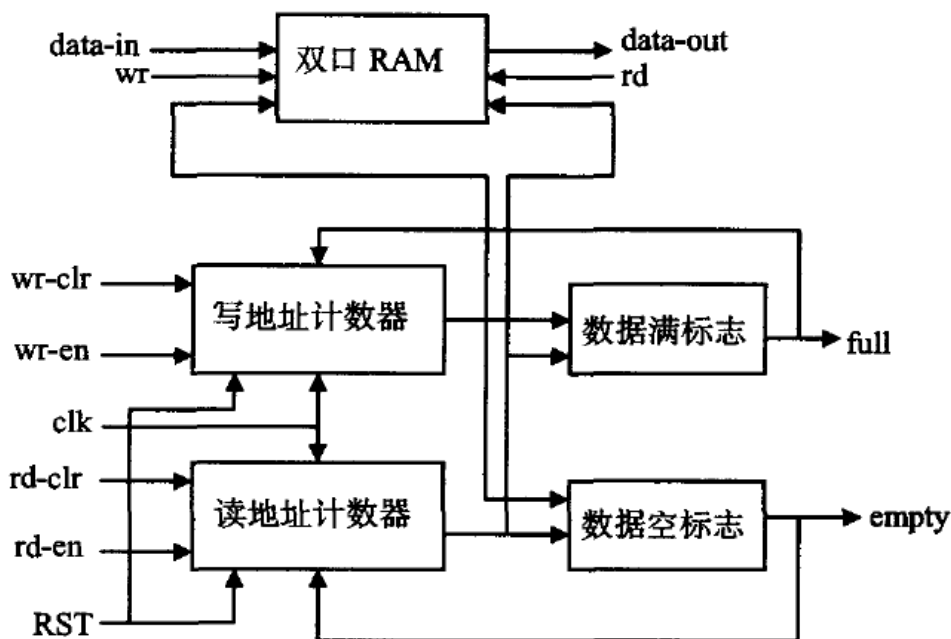 data-in
双口 RAM
data-out
wr
rd
wr-clr
写地址计数器
数据满标志
wr-en
full
clk
rd-clr
读地址计数器
数据空标志
empty
rd-en
RST